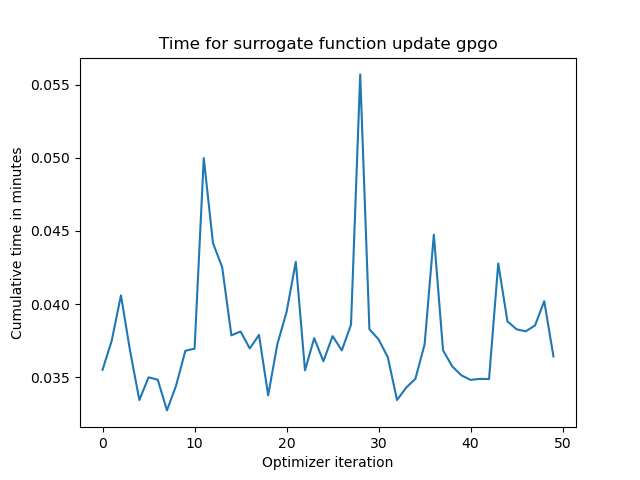 Time for surrogate function update gpgo
Cumulative time in minutes
0.055
0.050
0.045
0.040
0.035
0 10 20 30 40 50
Optimizer iteration